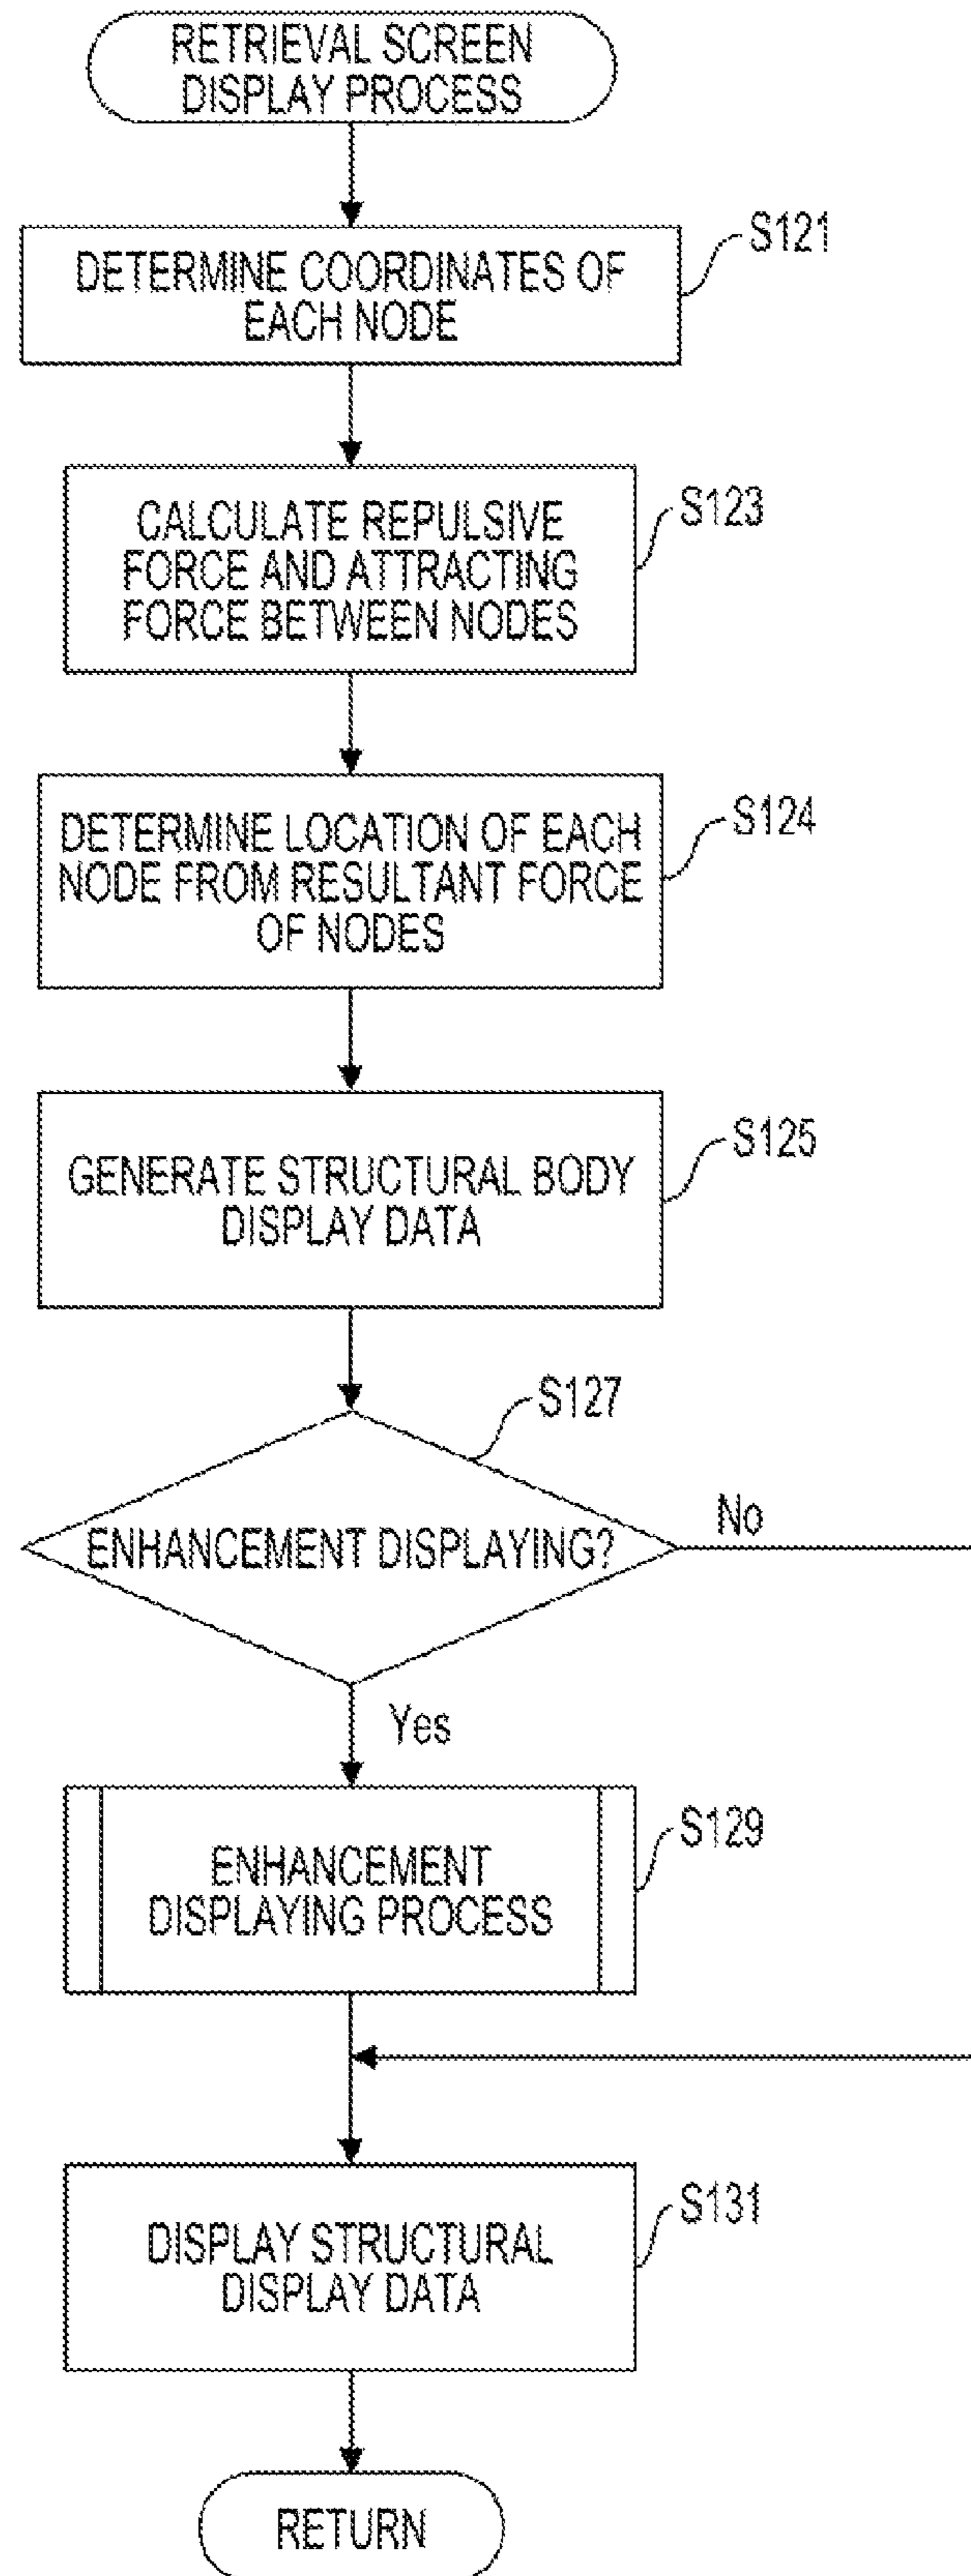 RETRIEVAL SCREEN
DISPLAY PROCESS
S121
DETERMINE COORDINATES OF
EACH NODE
S123
CALCULATE REPULSIVE
FORCE AND ATTRACTING
FORCE BETWEEN NODES
S124
DETERMINE LOCATION OF EACH
NODE FROM RESULTANT FORCE
OF NODES
S125
GENERATE STRUCTURAL BODY
DISPLAY DATA
S127
ENHANCEMENT DISPLAYING?
No
Yes
S129
ENHANCEMENT
DISPLAYING PROCESS
S131
DISPLAY STRUCTURAL
DISPLAY DATA
RETURN